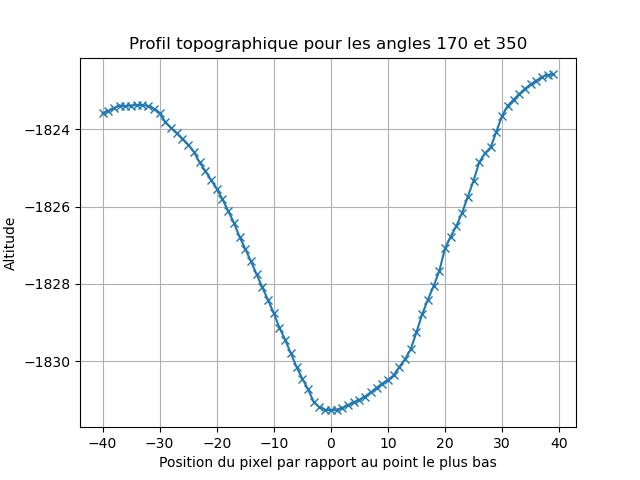 Profil topographique pour les angles 170 et 350
Altitude
−1824
−1826
−1828
−1830
−40 −30 −20 −10 0 10 20 30 40
Position du pixel par rapport au point le plus bas